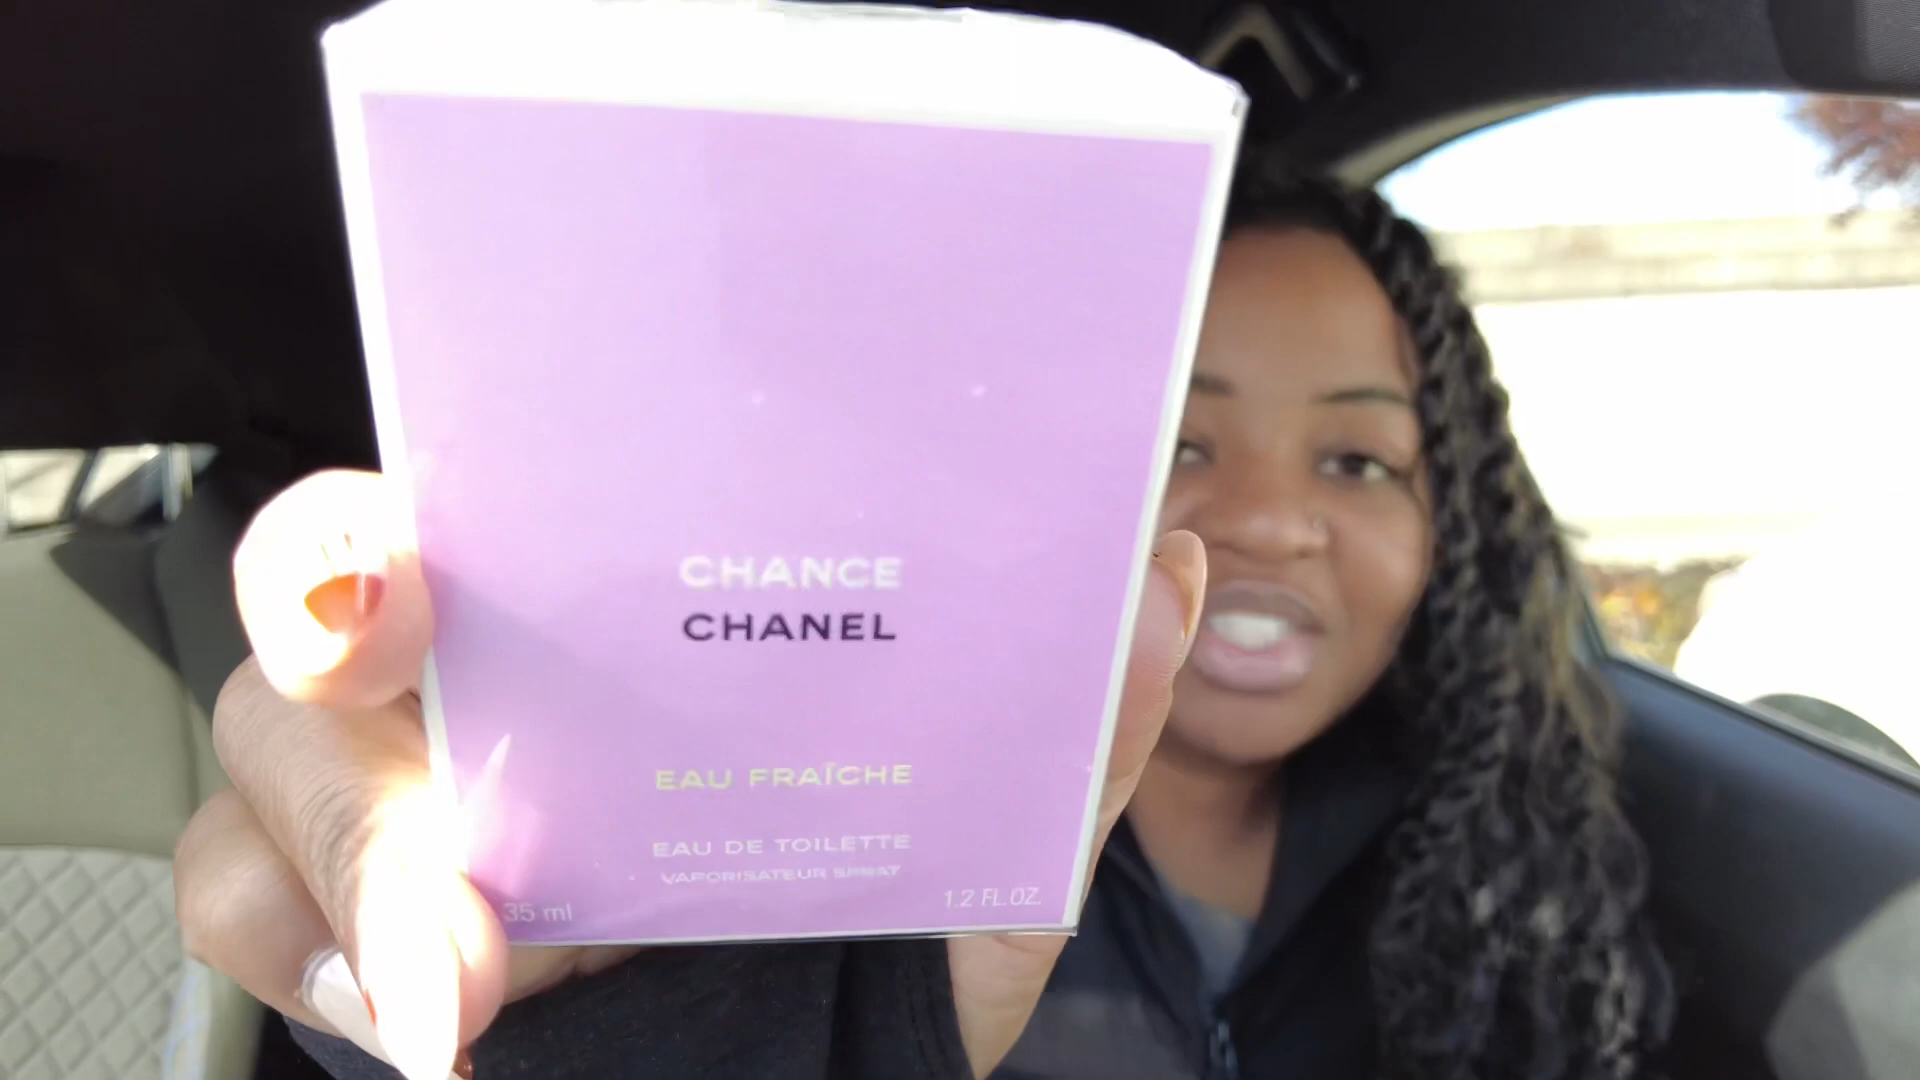 CHANCE
CHANEL
EAU FRAÎCHE
EAU DE TOILETTE
VAPORISATEUR SPRAY
35 ml
1.2 FL.OZ.